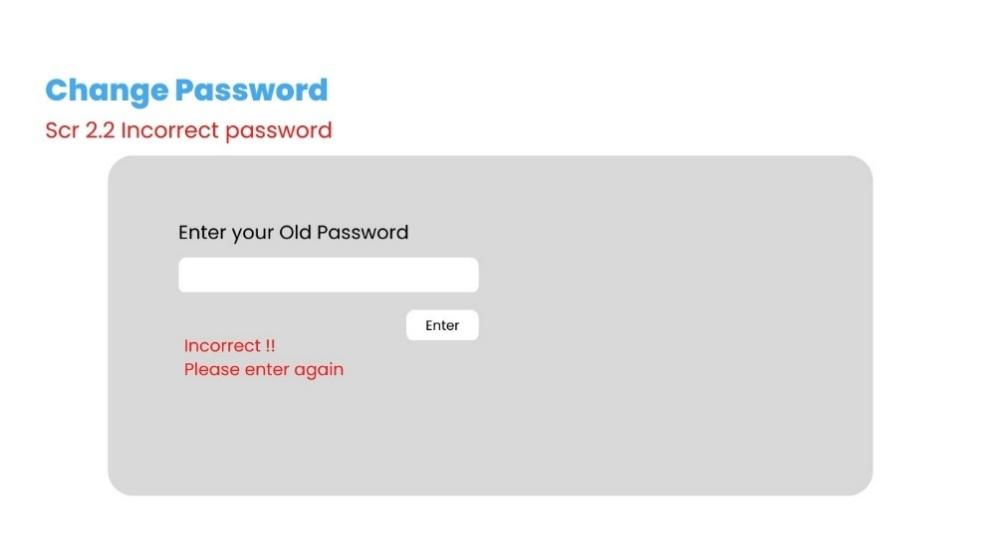 Change Password
Scr 2.2 Incorrect password
Enter your Old Password
Enter
Incorrect !!
Please enter again